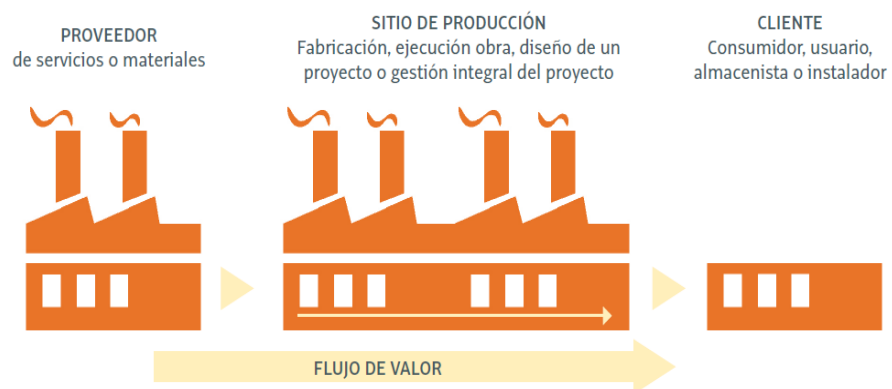 PROVEEDOR
de servicios o materiales
SITIO DE PRODUCCIÓN
Fabricación, ejecución obra, diseño de un
proyecto o gestión integral del proyecto
CLIENTE
Consumidor, usuario,
almacenista o instalador
FLUJO DE VALOR